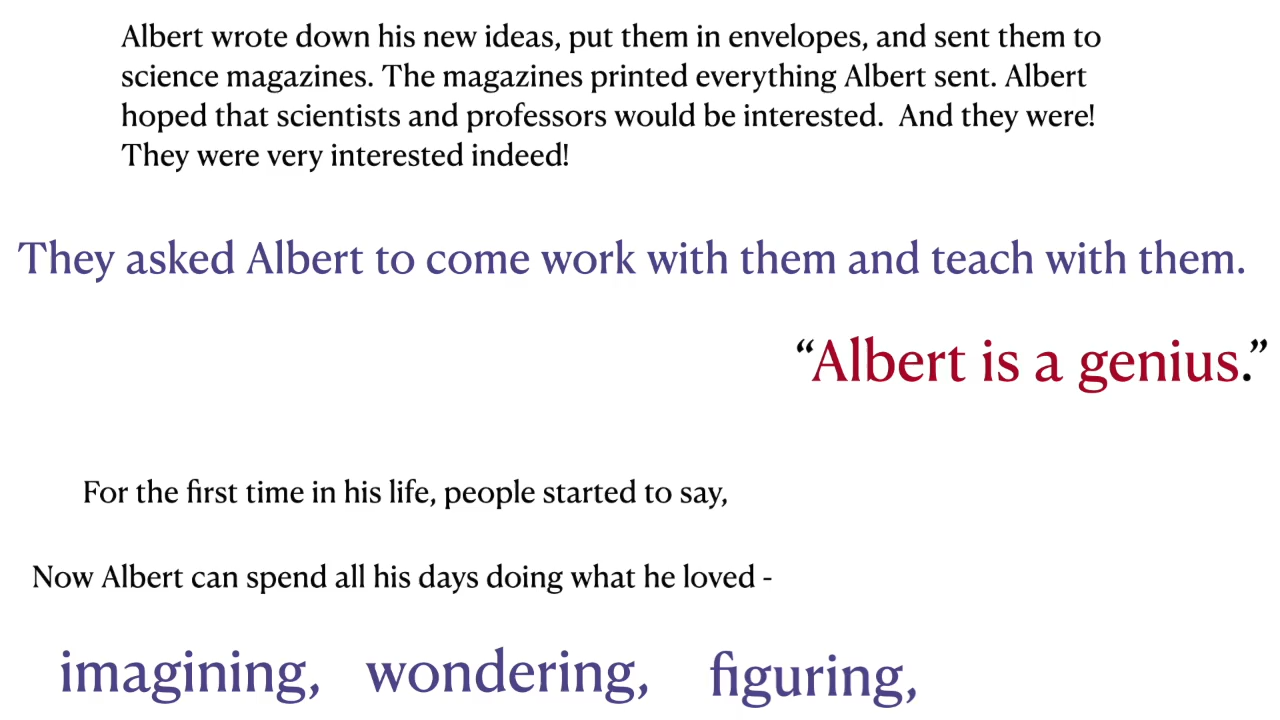 Albert wrote down his new ideas, put them in envelopes, and sent them to
science magazines. The magazines printed everything Albert sent. Albert
hoped that scientists and professors would be interested.  And they were!
They were very interested indeed!
They asked Albert to come work with them and teach with them.
“Albert is a genius.”
For the first time in his life, people started to say,
Now Albert can spend all his days doing what he loved -
imagining, wondering, figuring,